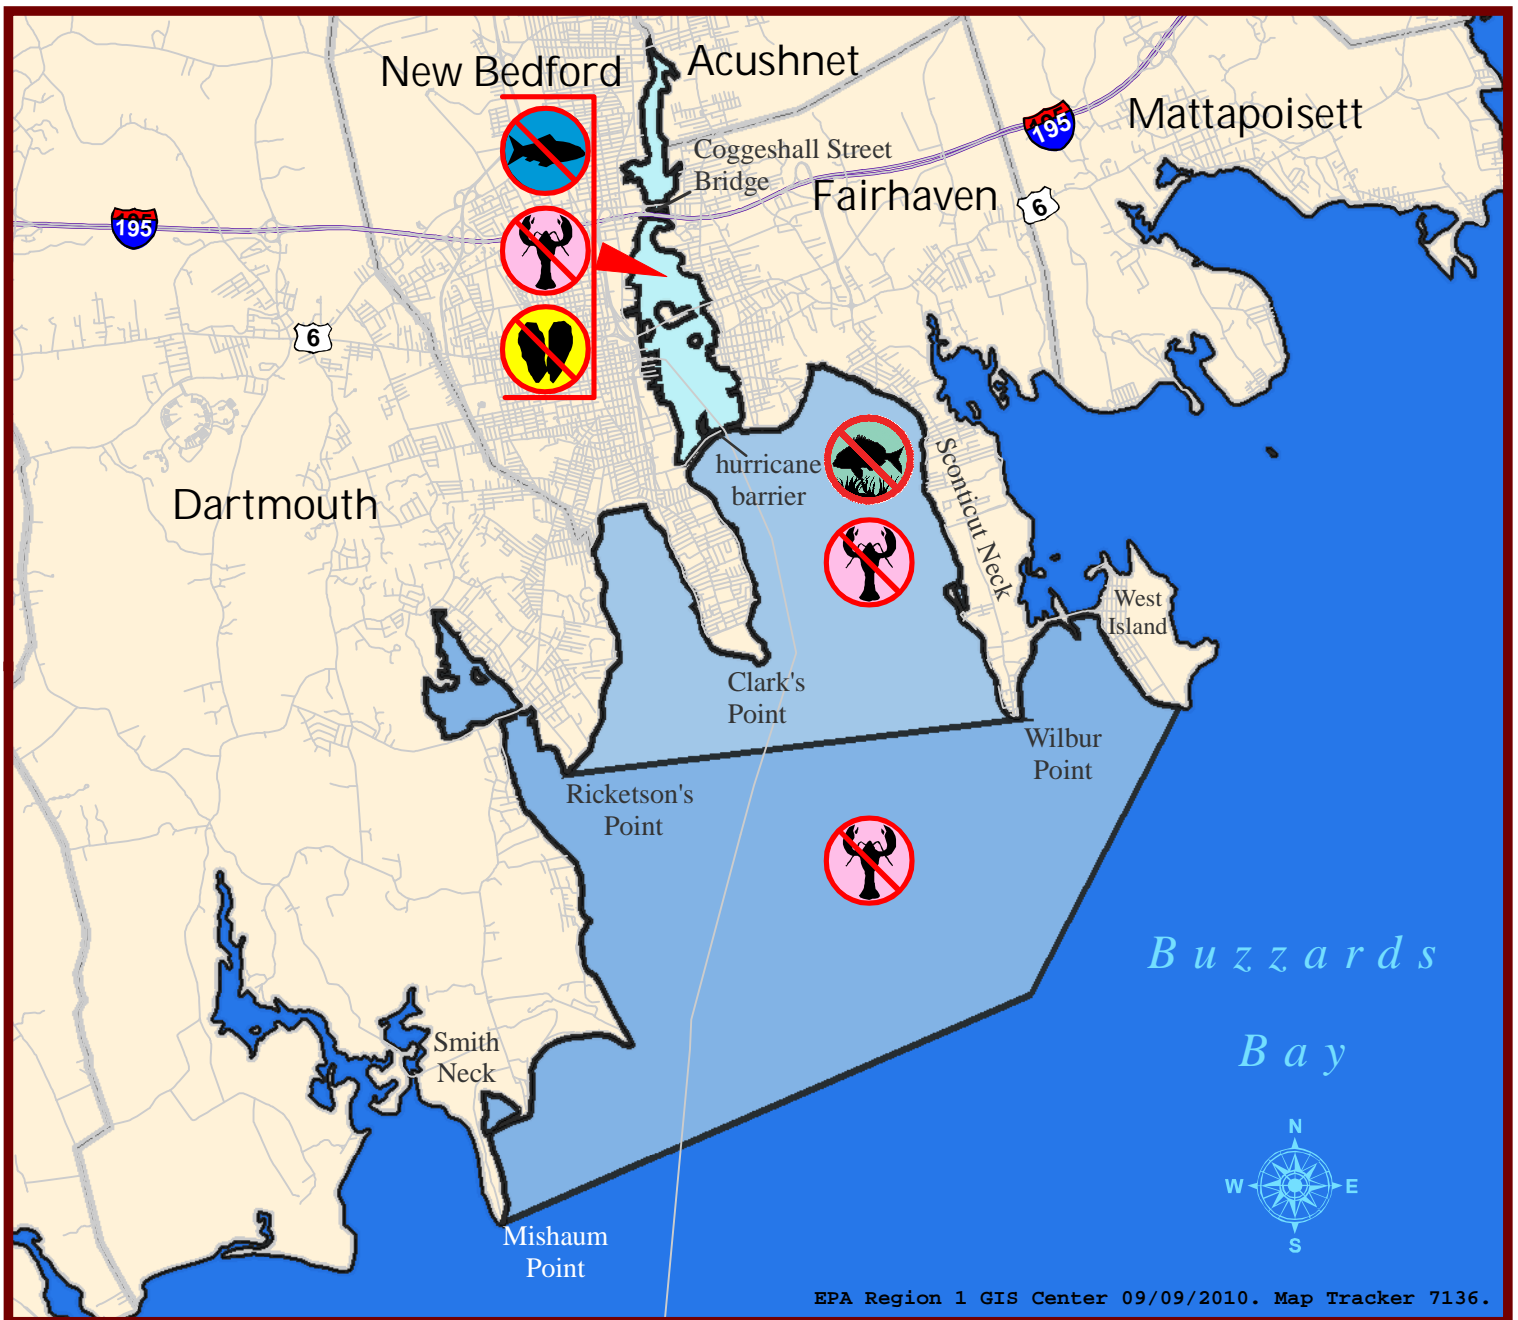 New Bedford
Acushnet
Mattapoisett
195
Coggeshall Street
Bridge
Fairhaven
6
195
6
Dartmouth
hurricane
barrier
Sconticut Neck
West
Island
Clark's
Point
Wilbur
Point
Ricketson's
Point
Buzzards
Bay
Smith
Neck
N
W E
S
Mishaum
Point
EPA Region 1 GIS Center 09/09/2010. Map Tracker 7136.